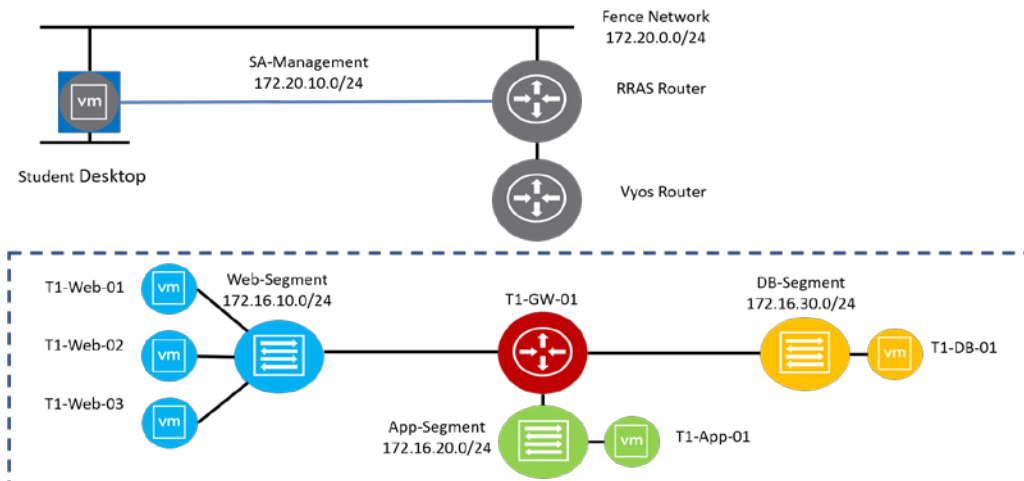 Fence Network
172.20.0.0/24
SA-Management
172.20.10.0/24
vm
RRAS Router
Student Desktop
Vyos Router
T1-Web-01
vm
Web-Segment
172.16.10.0/24
T1-GW-01
DB-Segment
172.16.30.0/24
T1-Web-02
vm
vm
T1-DB-01
T1-Web-03
vm
App-Segment
172.16.20.0/24
vm
T1-App-01